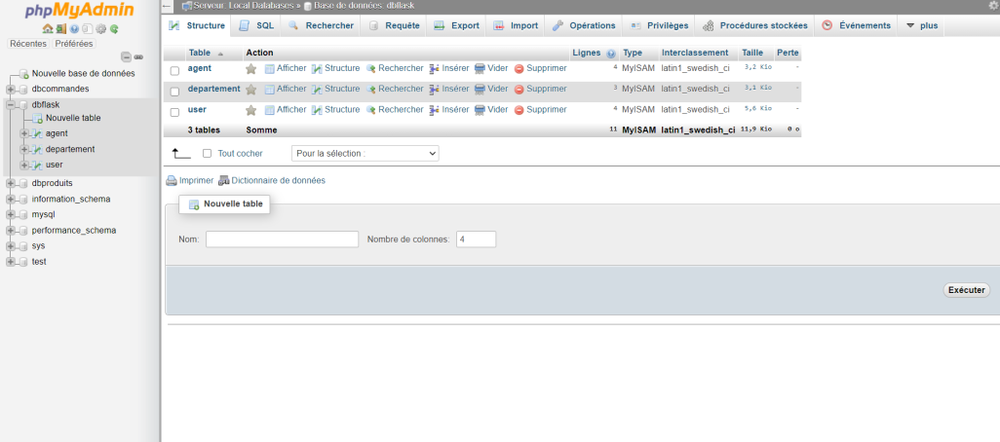 phpMyAdmin
Récentes Préférées
Nouvelle base de données
dbcommandes
dbflask
Nouvelle table
agent
departement
user
dbproduits
information_schema
mysql
performance_schema
sys
test
Serveur: Local Databases » Base de données: dbflask
Structure SQL Rechercher Requête Export Import Opérations Privilèges Procédures stockées Événements plus
Table Action Lignes Type Interclassement Taille Perte
agent Afficher Structure Rechercher Insérer Vider Supprimer 4 MyISAM latin1_swedish_ci 3,2 Kio -
departement Afficher Structure Rechercher Insérer Vider Supprimer 3 MyISAM latin1_swedish_ci 3,1 Kio -
user Afficher Structure Rechercher Insérer Vider Supprimer 4 MyISAM latin1_swedish_ci 5,6 Kio -
3 tables Somme 11 MyISAM latin1_swedish_ci 11,9 Kio 0 o
Tout cocher Pour la sélection :
Imprimer Dictionnaire de données
Nouvelle table
Nom: Nombre de colonnes: 4
Exécuter